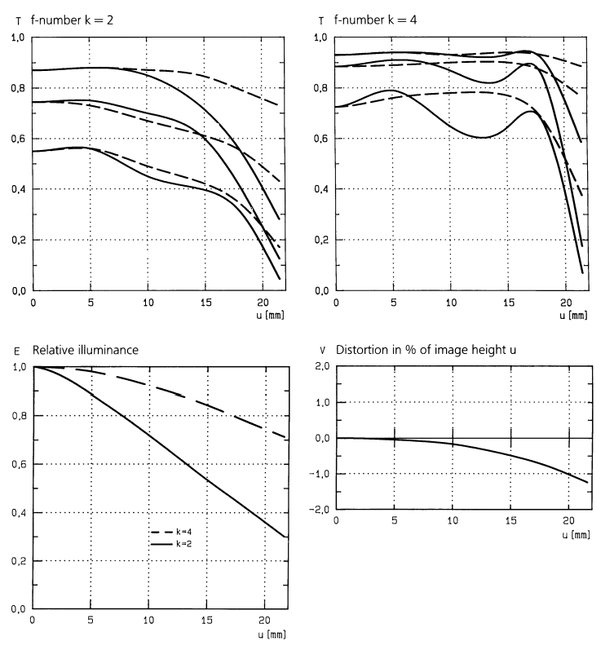 T f-number k = 2
1,0
0,8
0,6
0,4
0,2
0,0
0 5 10 15 20
u [mm]
T f-number k = 4
1,0
0,8
0,6
0,4
0,2
0,0
0 5 10 15 20
u [mm]
E Relative illuminance
1,0
0,8
0,6
0,4
0,2
0,0
k=4
k=2
0 5 10 15 20
u [mm]
V Distortion in % of image height u
2,0
1,0
0,0
-1,0
-2,0
0 5 10 15 20
u [mm]